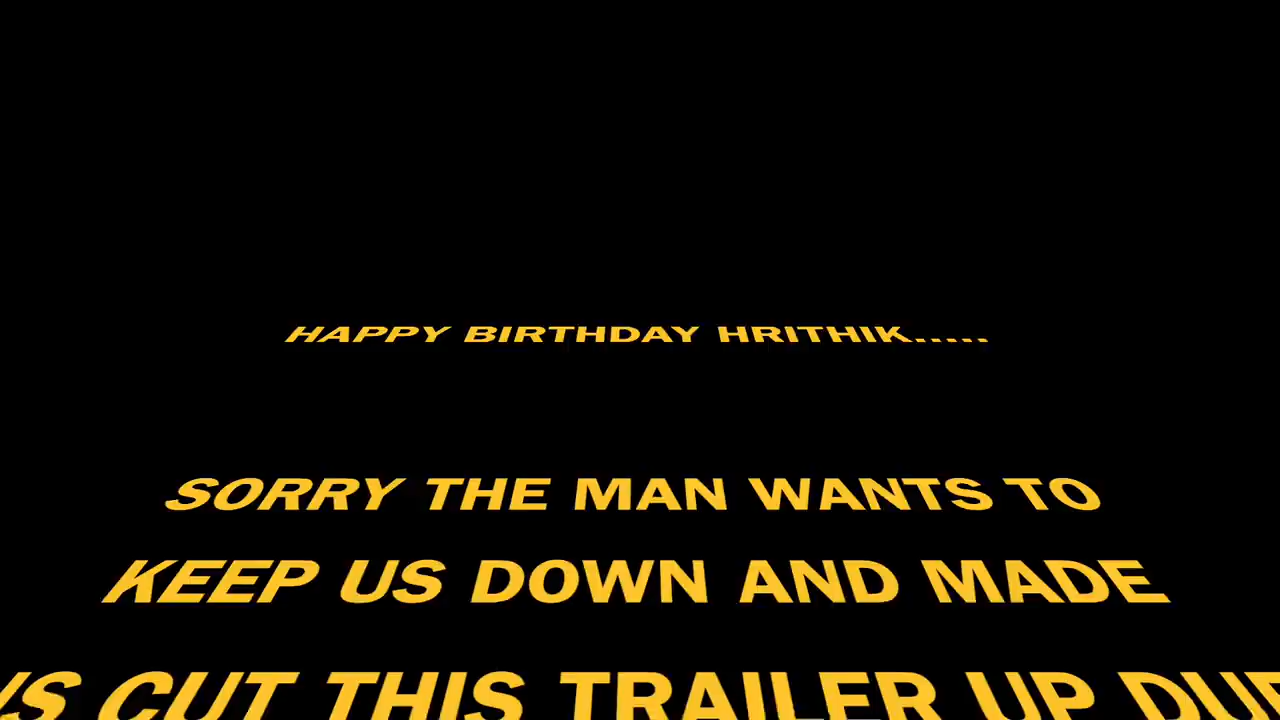 HAPPY BIRTHDAY HRITHIK.....
SORRY THE MAN WANTS TO
KEEP US DOWN AND MADE
CUT THIS TRAILER UP